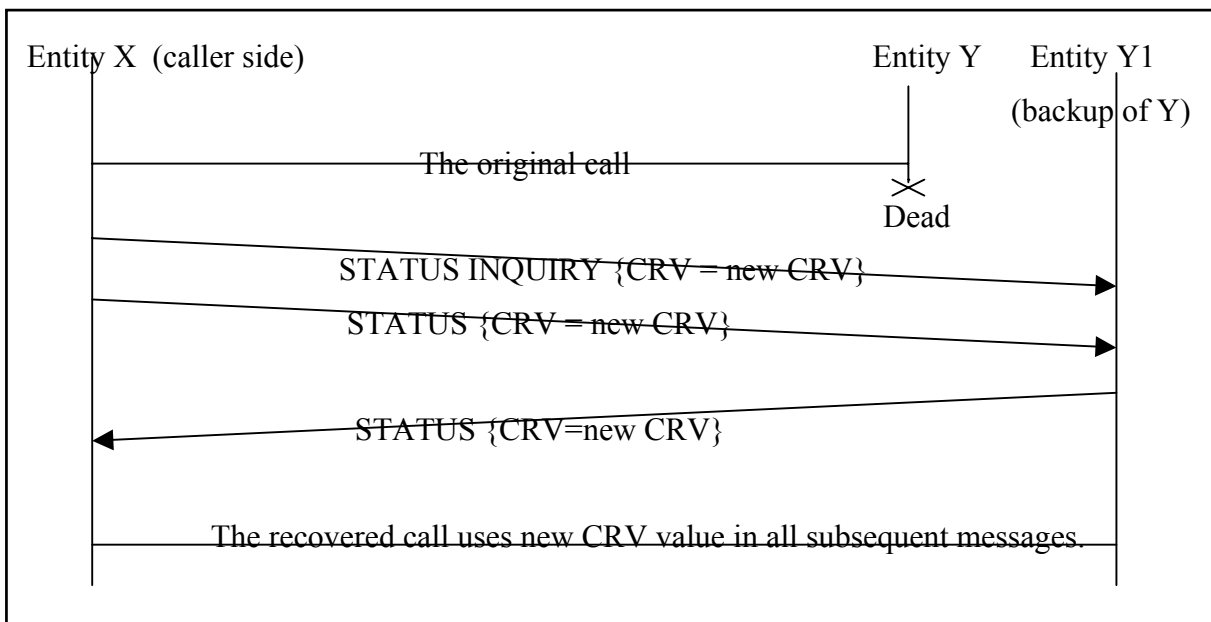 Entity X (caller side)
Entity Y
Entity Y1
(backup of Y)
The original call
Dead
STATUS INQUIRY {CRV = new CRV}
STATUS {CRV = new CRV}
STATUS {CRV=new CRV}
The recovered call uses new CRV value in all subsequent messages.